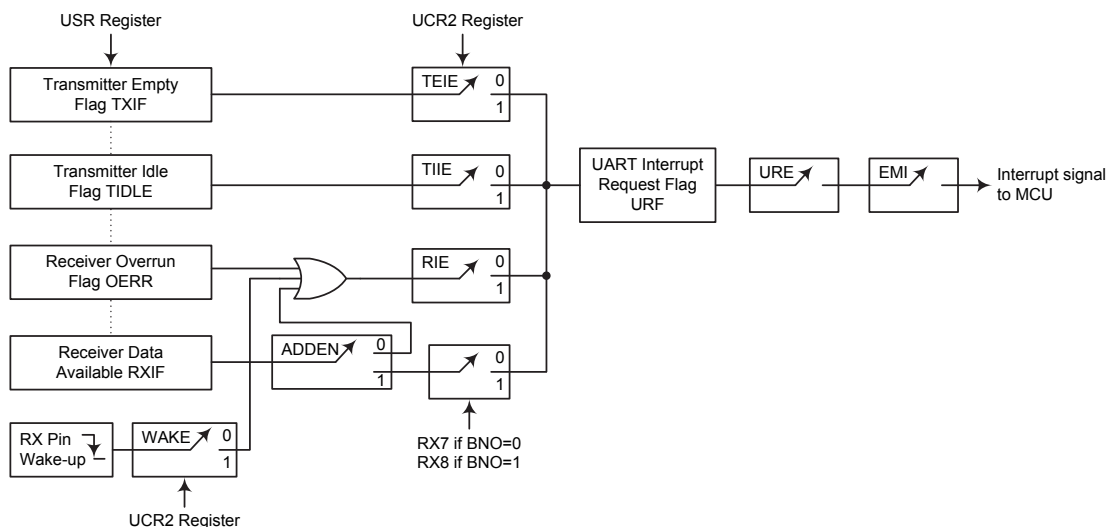 USR Register
UCR2 Register
Transmitter Empty
Flag TXIF
TEIE
0
1
Transmitter Idle
Flag TIDLE
TIIE
0
1
UART Interrupt
Request Flag
URF
URE
EMI
Interrupt signal
to MCU
Receiver Overrun
Flag OERR
RIE
0
1
Receiver Data
Available RXIF
ADDEN
0
1
0
1
RX7 if BNO=0
RX8 if BNO=1
RX Pin
Wake-up
WAKE
0
1
UCR2 Register